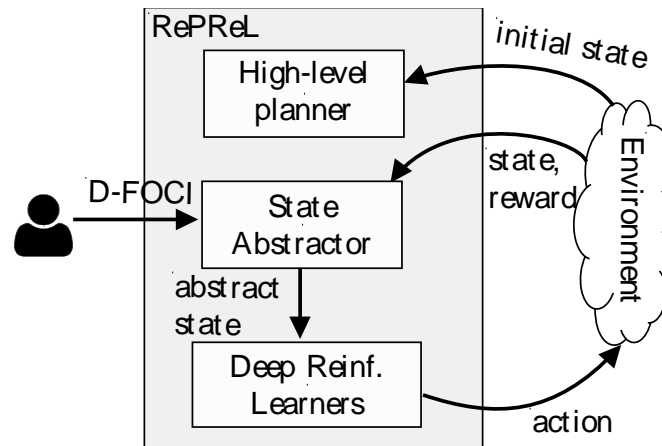 RePReL
initial state
High-level
planner
Environment
state,
reward
D-FOCI
State
Abstractor
abstract
state
Deep Reinf.
Learners
action